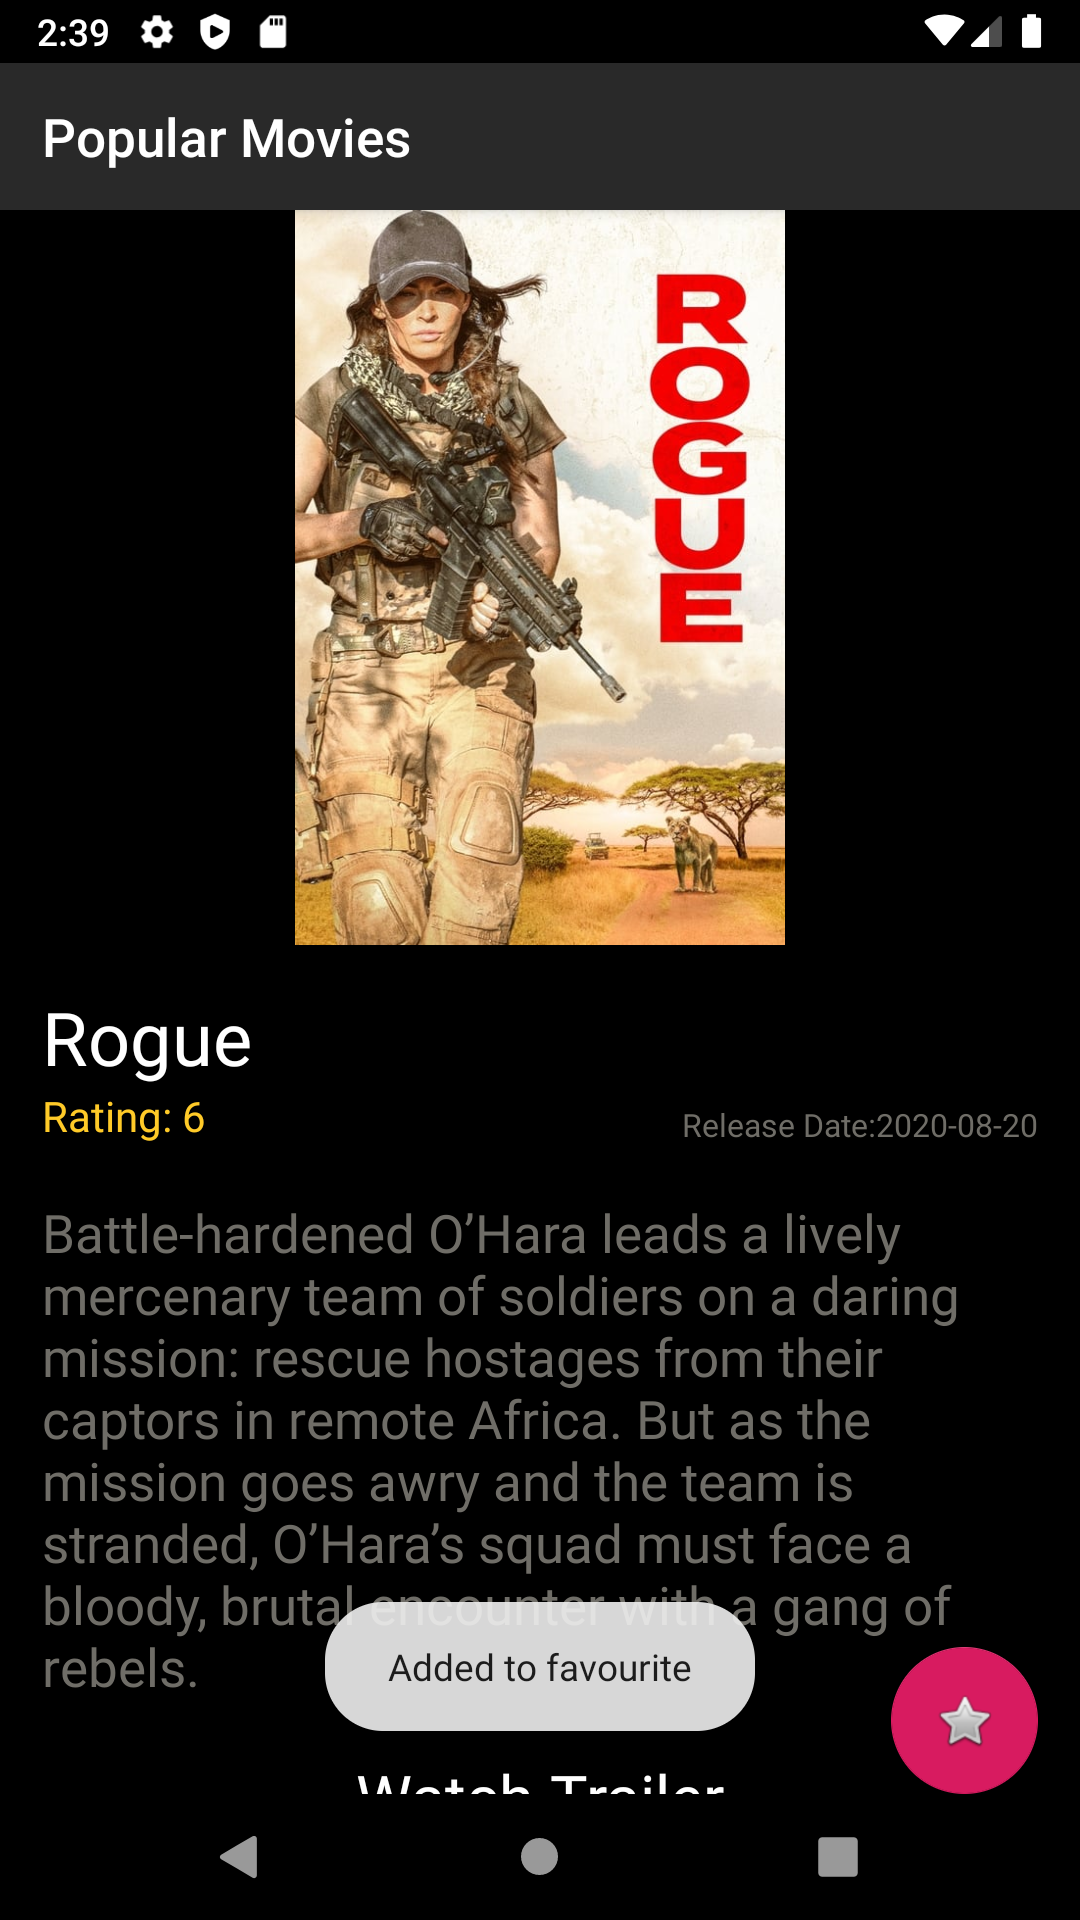 2:39
Popular Movies
ROGUE
Rogue
Rating: 6
Release Date:2020-08-20
Battle-hardened O’Hara leads a lively
mercenary team of soldiers on a daring
mission: rescue hostages from their
captors in remote Africa. But as the
mission goes awry and the team is
stranded, O’Hara’s squad must face a
bloody, brutal encounter with a gang of
rebels.
Added to favourite
Watch Trailer